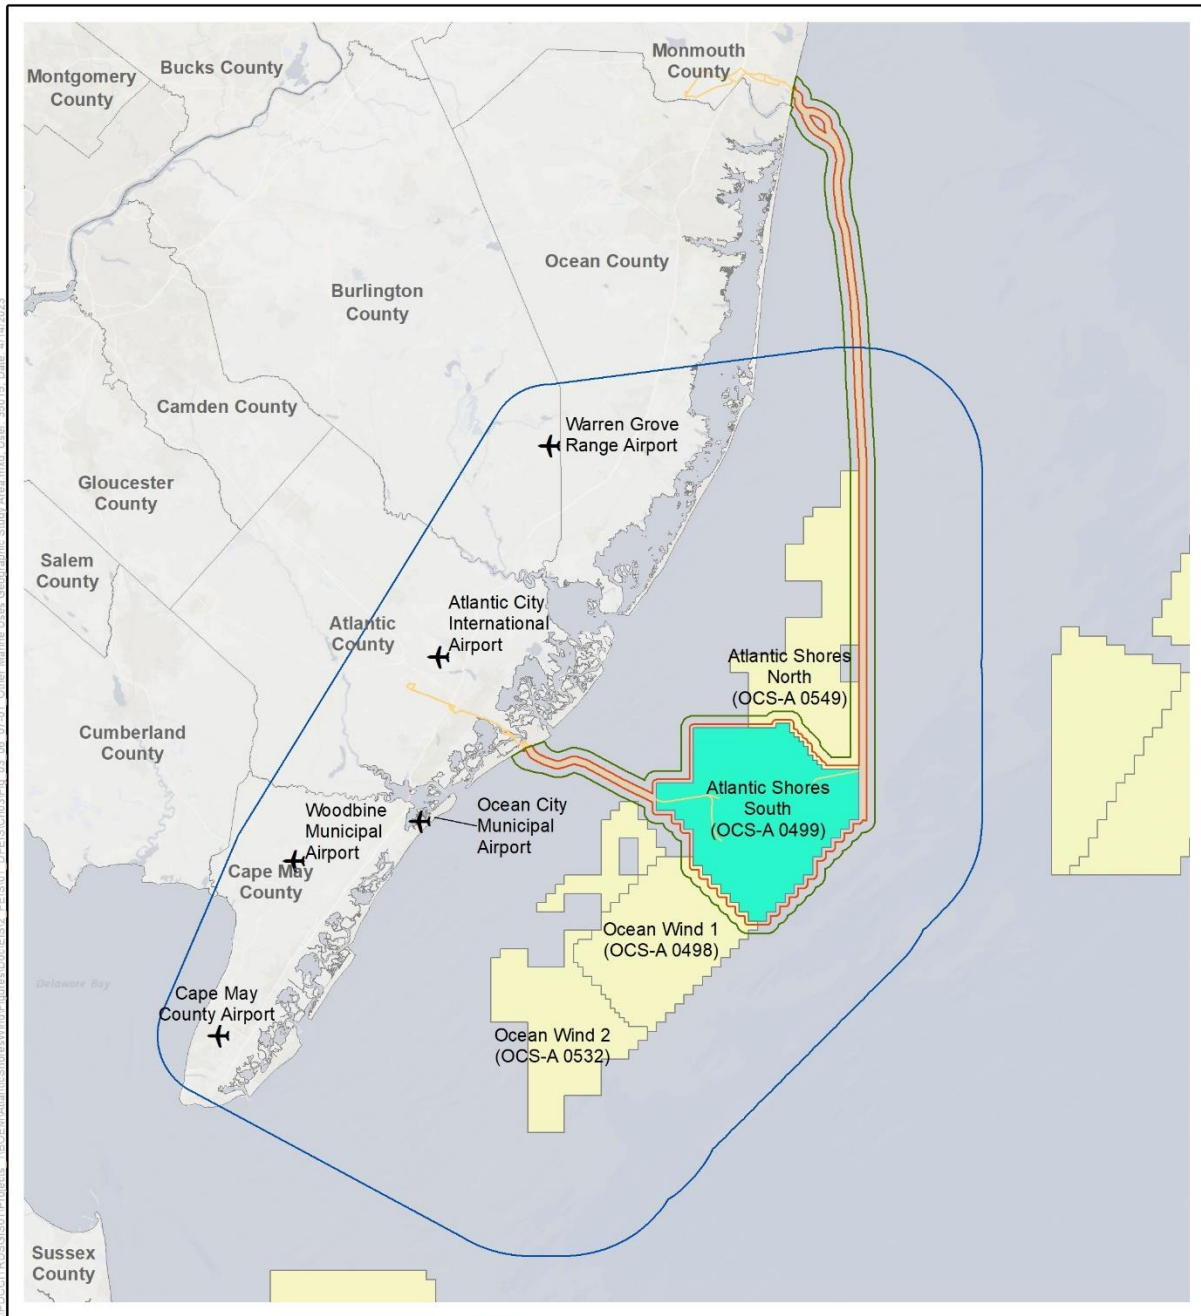 Monmouth
County
Bucks County
Montgomery
County
Ocean County
Burlington
County
Camden County
Warren Grove
Range Airport
Gloucester
County
Salem
County
Atlantic City
International
Airport
Atlantic
County
Atlantic Shores
North
(OCS-A 0549)
Cumberland
County
Atlantic Shores
South
(OCS-A 0499)
Woodbine
Municipal
Airport
Ocean City
Municipal
Airport
Cape May
County
Ocean Wind 1
(OCS-A 0498)
Delaware Bay
Cape May
County Airport
Ocean Wind 2
(OCS-A 0532)
Sussex
County